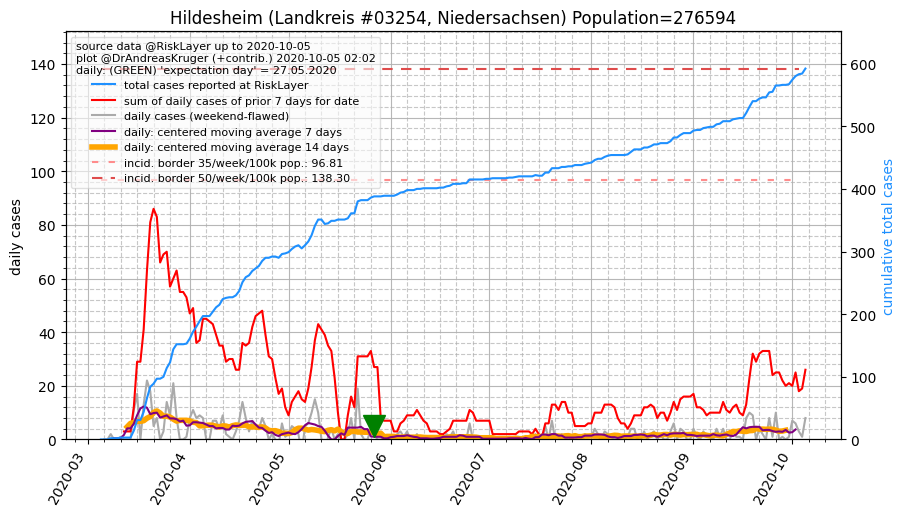 Hildesheim (Landkreis #03254, Niedersachsen) Population=276594
source data @RiskLayer up to 2020-10-05
plot @DrAndreasKruger (+contrib.) 2020-10-05 02:02
daily: (GREEN) 'expectation day' = 27.05.2020
total cases reported at RiskLayer
sum of daily cases of prior 7 days for date
daily cases (weekend-flawed)
daily: centered moving average 7 days
daily: centered moving average 14 days
incid. border 35/week/100k pop.: 96.81
incid. border 50/week/100k pop.: 138.30
daily cases
140
120
100
80
60
40
20
0
cumulative total cases
600
500
400
300
200
100
0
2020-03
2020-04
2020-05
2020-06
2020-07
2020-08
2020-09
2020-10